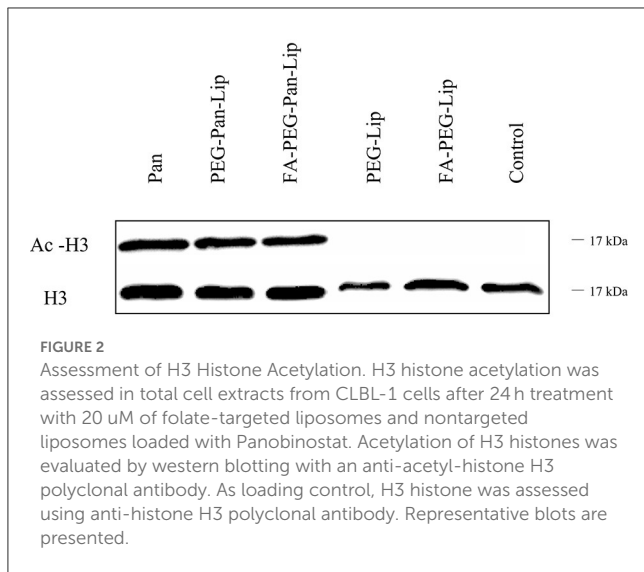 Pan
PEG-Pan-Lip
FA-PEG-Pan-Lip
PEG-Lip
FA-PEG-Lip
Control
Ac -H3
— 17 kDa
H3
— 17 kDa
FIGURE 2
Assessment of H3 Histone Acetylation. H3 histone acetylation was
assessed in total cell extracts from CLBL-1 cells after 24 h treatment
with 20 uM of folate-targeted liposomes and nontargeted
liposomes loaded with Panobinostat. Acetylation of H3 histones was
evaluated by western blotting with an anti-acetyl-histone H3
polyclonal antibody. As loading control, H3 histone was assessed
using anti-histone H3 polyclonal antibody. Representative blots are
presented.